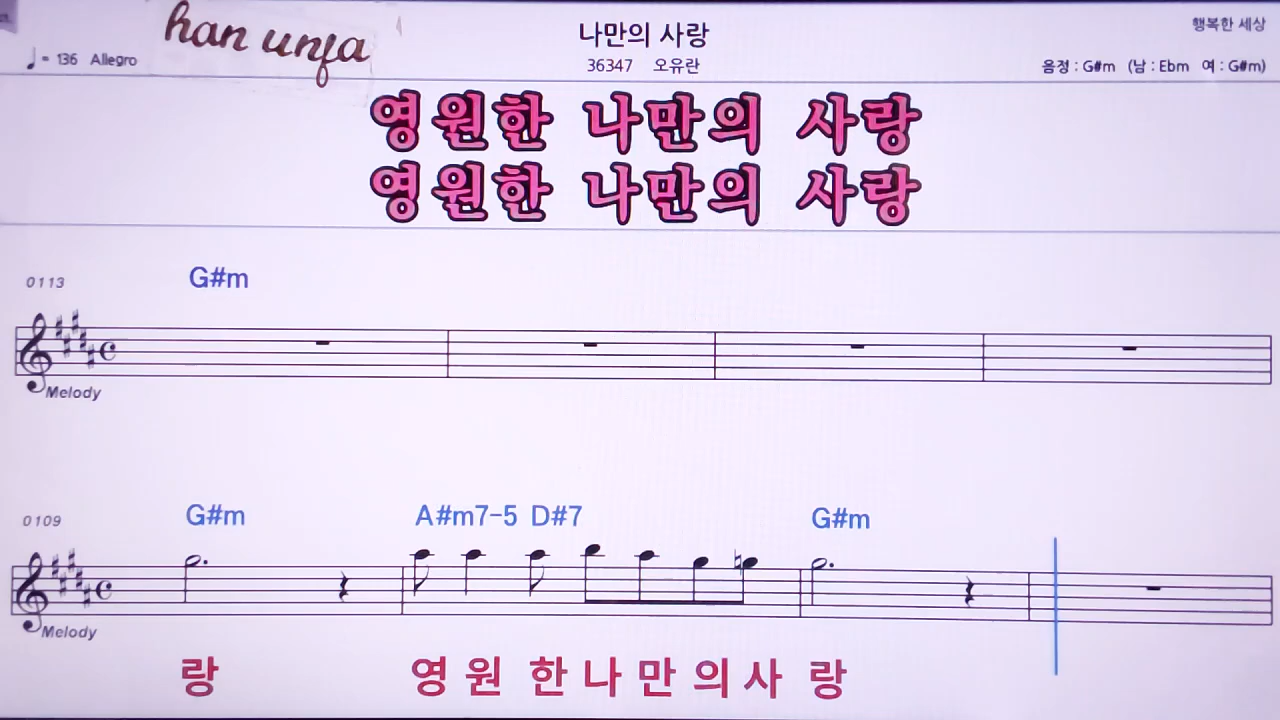 han unja
나만의 사랑
행복한 세상
♩= 136 Allegro
36347 오유란
음정 : G#m (남 : Ebm 여 : G#m)
영원한 나만의 사랑
영원한 나만의 사랑
0113
G#m
Melody
0109
G#m A#m7-5 D#7 G#m
Melody
랑 영 원 한 나 만 의 사 랑